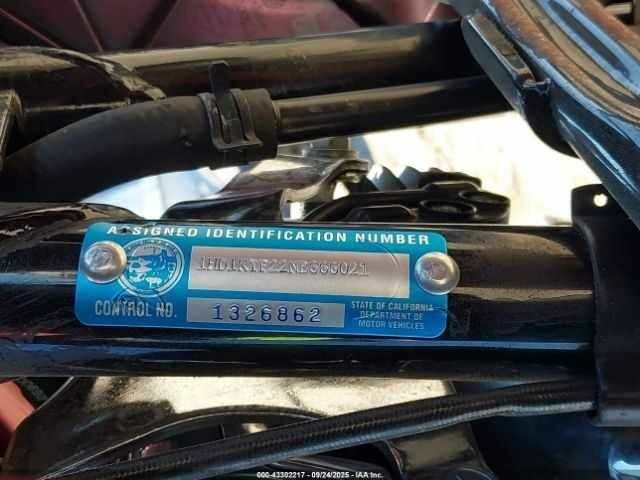 ASSIGNED IDENTIFICATION NUMBER
CONTROL NO. 1326862
STATE OF CALIFORNIA
DEPARTMENT OF
MOTOR VEHICLES
000-43302217 - 09/24/2025 - IAA Inc.